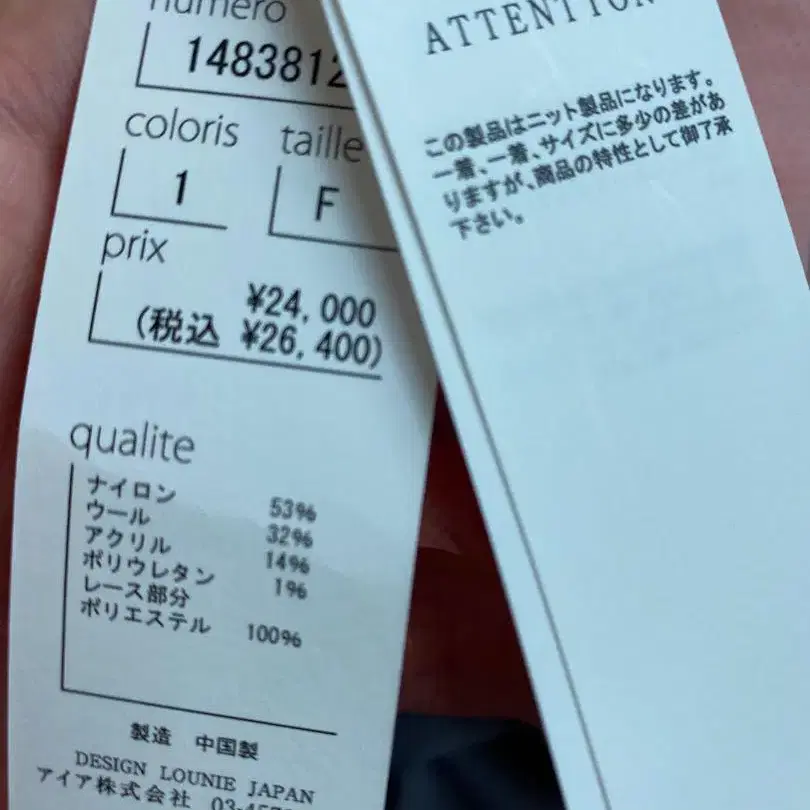 numero
1483812
coloris
taille
1
F
prix
¥24,000
(税込 ¥26,400)
qualite
ナイロン 53%
ウール 32%
アクリル 14%
ポリウレタン 1%
レース部分
ポリエステル 100%
製造 中国製
DESIGN LOUNIE JAPAN
アイア株式会社
ATTENTION
この製品はニット製品になります。
一着、一着、サイズに多少の差があ
りますが、商品の特性として御了承
下さい。